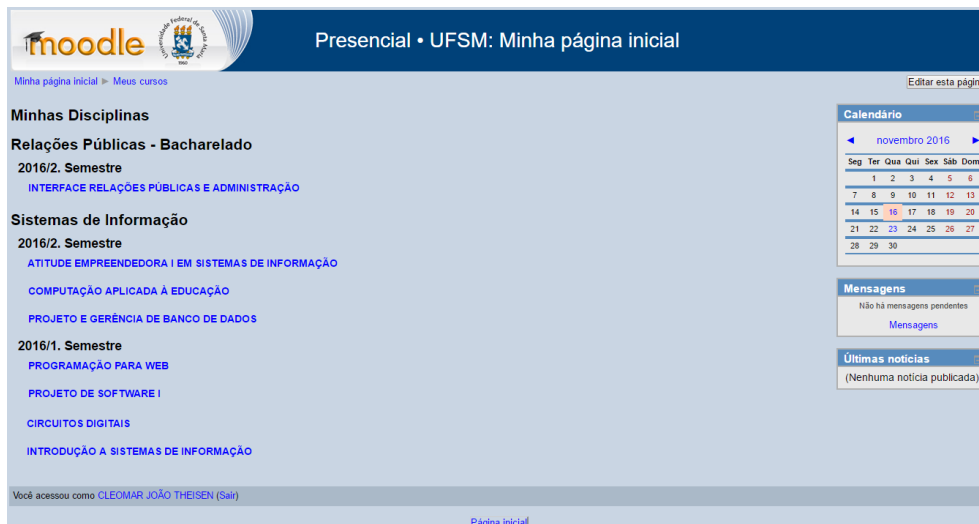 moodle
Universidade Federal de Santa Maria
1960
Presencial • UFSM: Minha página inicial
Minha página inicial ► Meus cursos
Editar esta págin
Minhas Disciplinas
Relações Públicas - Bacharelado
2016/2. Semestre
INTERFACE RELAÇÕES PÚBLICAS E ADMINISTRAÇÃO
Sistemas de Informação
2016/2. Semestre
ATITUDE EMPREENDEDORA I EM SISTEMAS DE INFORMAÇÃO
COMPUTAÇÃO APLICADA À EDUCAÇÃO
PROJETO E GERÊNCIA DE BANCO DE DADOS
2016/1. Semestre
PROGRAMAÇÃO PARA WEB
PROJETO DE SOFTWARE I
CIRCUITOS DIGITAIS
INTRODUÇÃO A SISTEMAS DE INFORMAÇÃO
Calendário
◄ novembro 2016 ►
Seg Ter Qua Qui Sex Sáb Dom
1 2 3 4 5 6
7 8 9 10 11 12 13
14 15 16 17 18 19 20
21 22 23 24 25 26 27
28 29 30
Mensagens
Não há mensagens pendentes
Mensagens
Últimas notícias
(Nenhuma notícia publicada)
Você acessou como CLEOMAR JOÃO THEISEN (Sair)
Página inicial